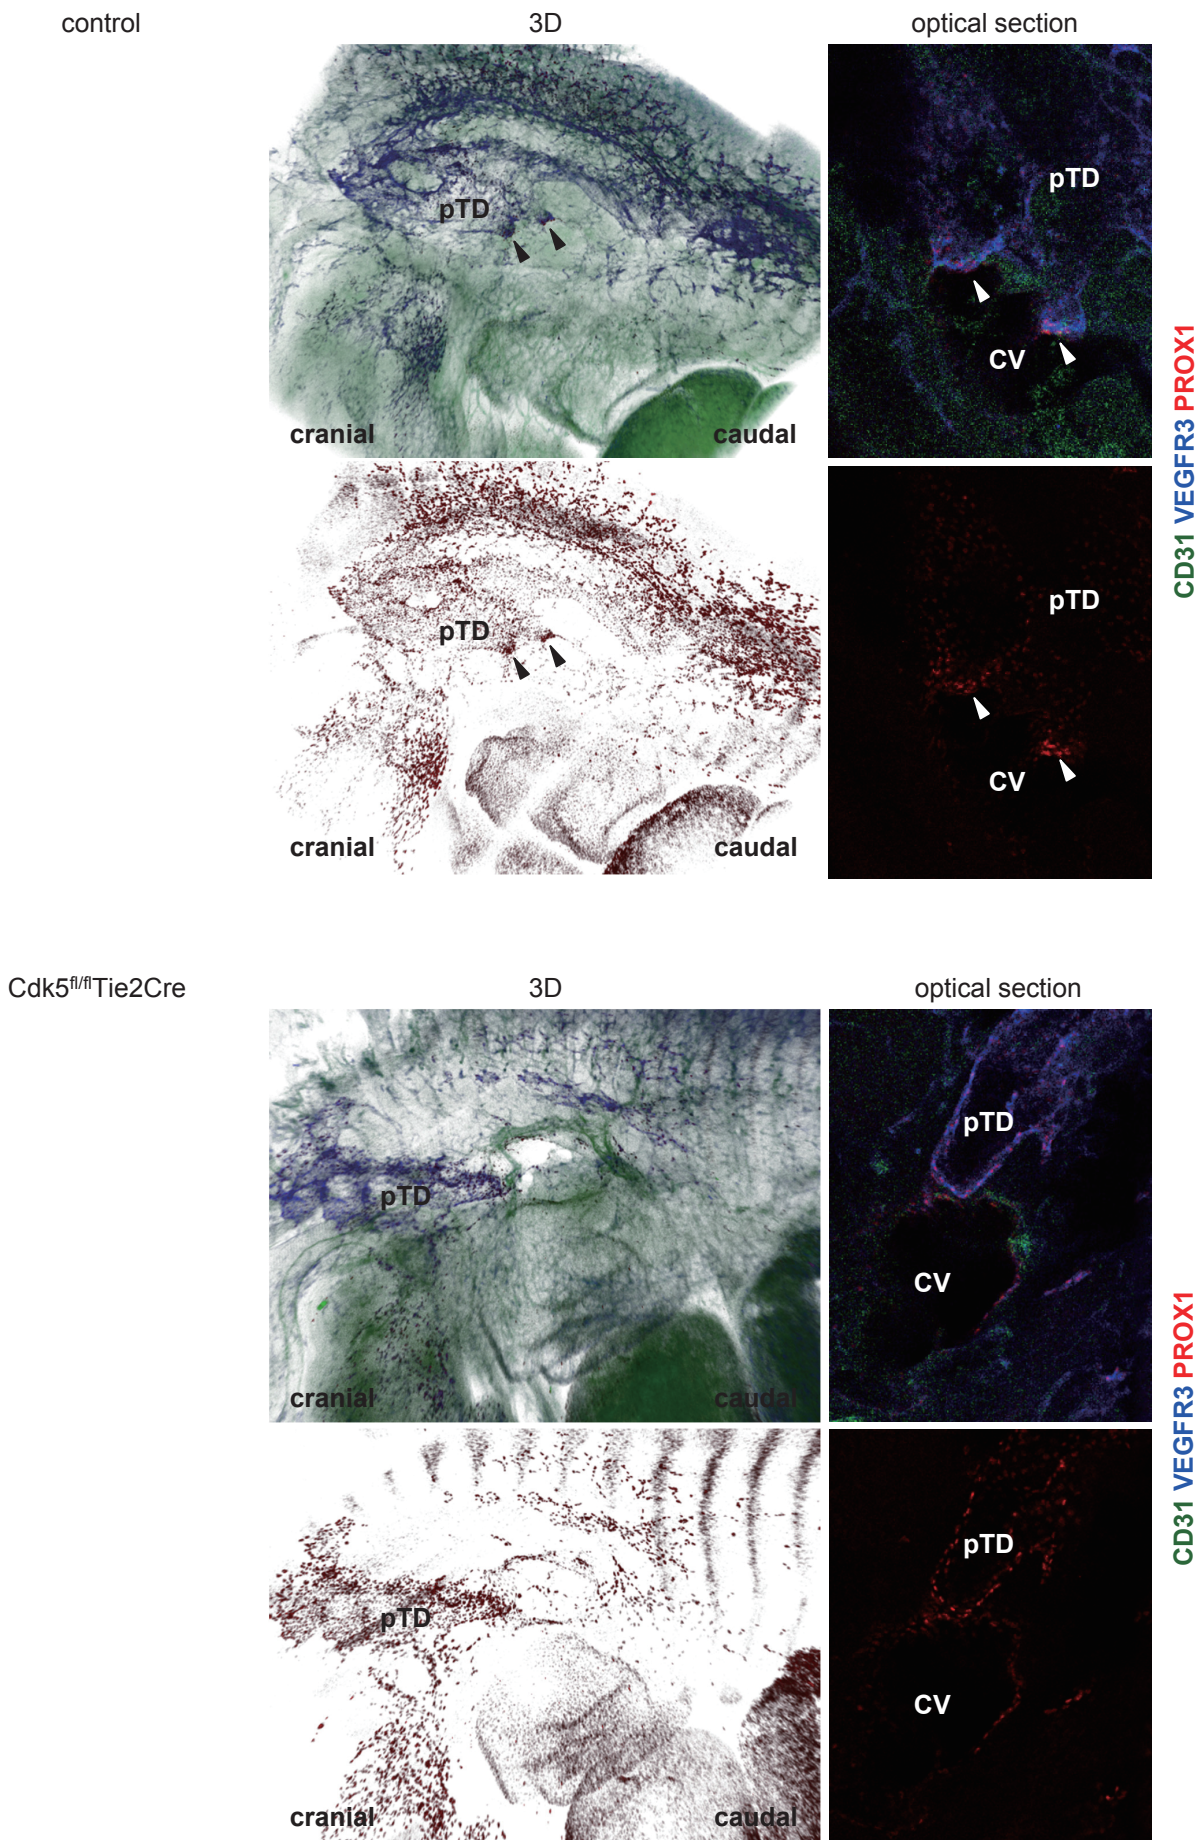 control
3D
optical section
pTD
cranial
caudal
pTD
CV
pTD
cranial
caudal
pTD
CV
CD31 VEGFR3 PROX1
Cdk5fl/flTie2Cre
3D
optical section
pTD
cranial
caudal
pTD
CV
pTD
cranial
caudal
pTD
CV
CD31 VEGFR3 PROX1